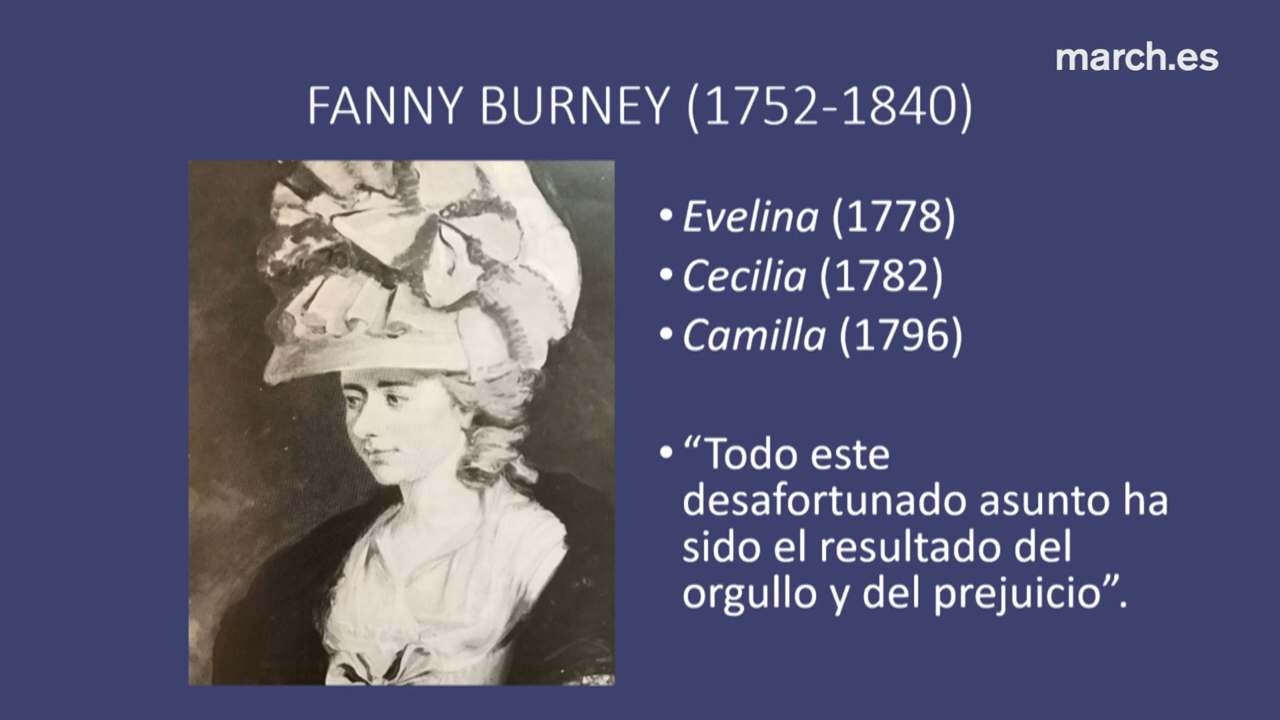 march.es
FANNY BURNEY (1752-1840)
• Evelina (1778)
• Cecilia (1782)
• Camilla (1796)
• “Todo este
desafortunado asunto ha
sido el resultado del
orgullo y del prejuicio”.